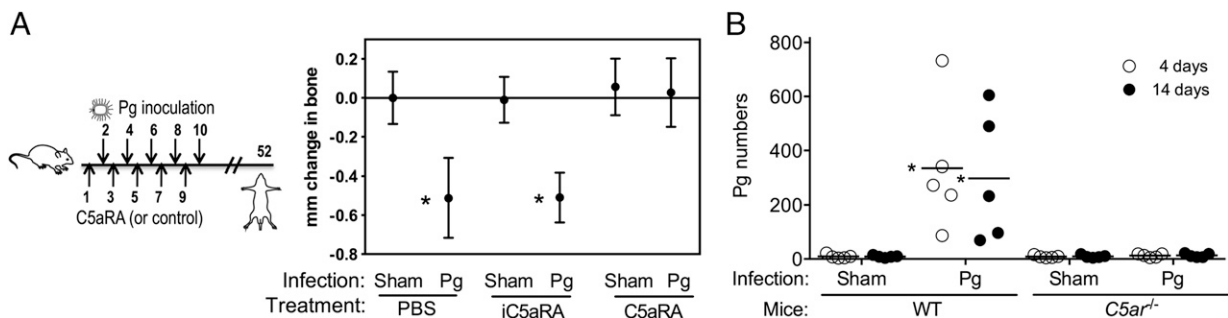 A
Pg inoculation
2 4 6 8 10
52
1 3 5 7 9
C5aRA (or control)
mm change in bone
0.2
0.0
-0.2
-0.4
-0.6
-0.8
*
*
Infection: Sham Pg Sham Pg Sham Pg
Treatment: PBS iC5aRA C5aRA
B
Pg numbers
800
600
400
200
0
4 days
14 days
*
*
Infection: Sham Pg Sham Pg
Mice: WT C5ar-/-